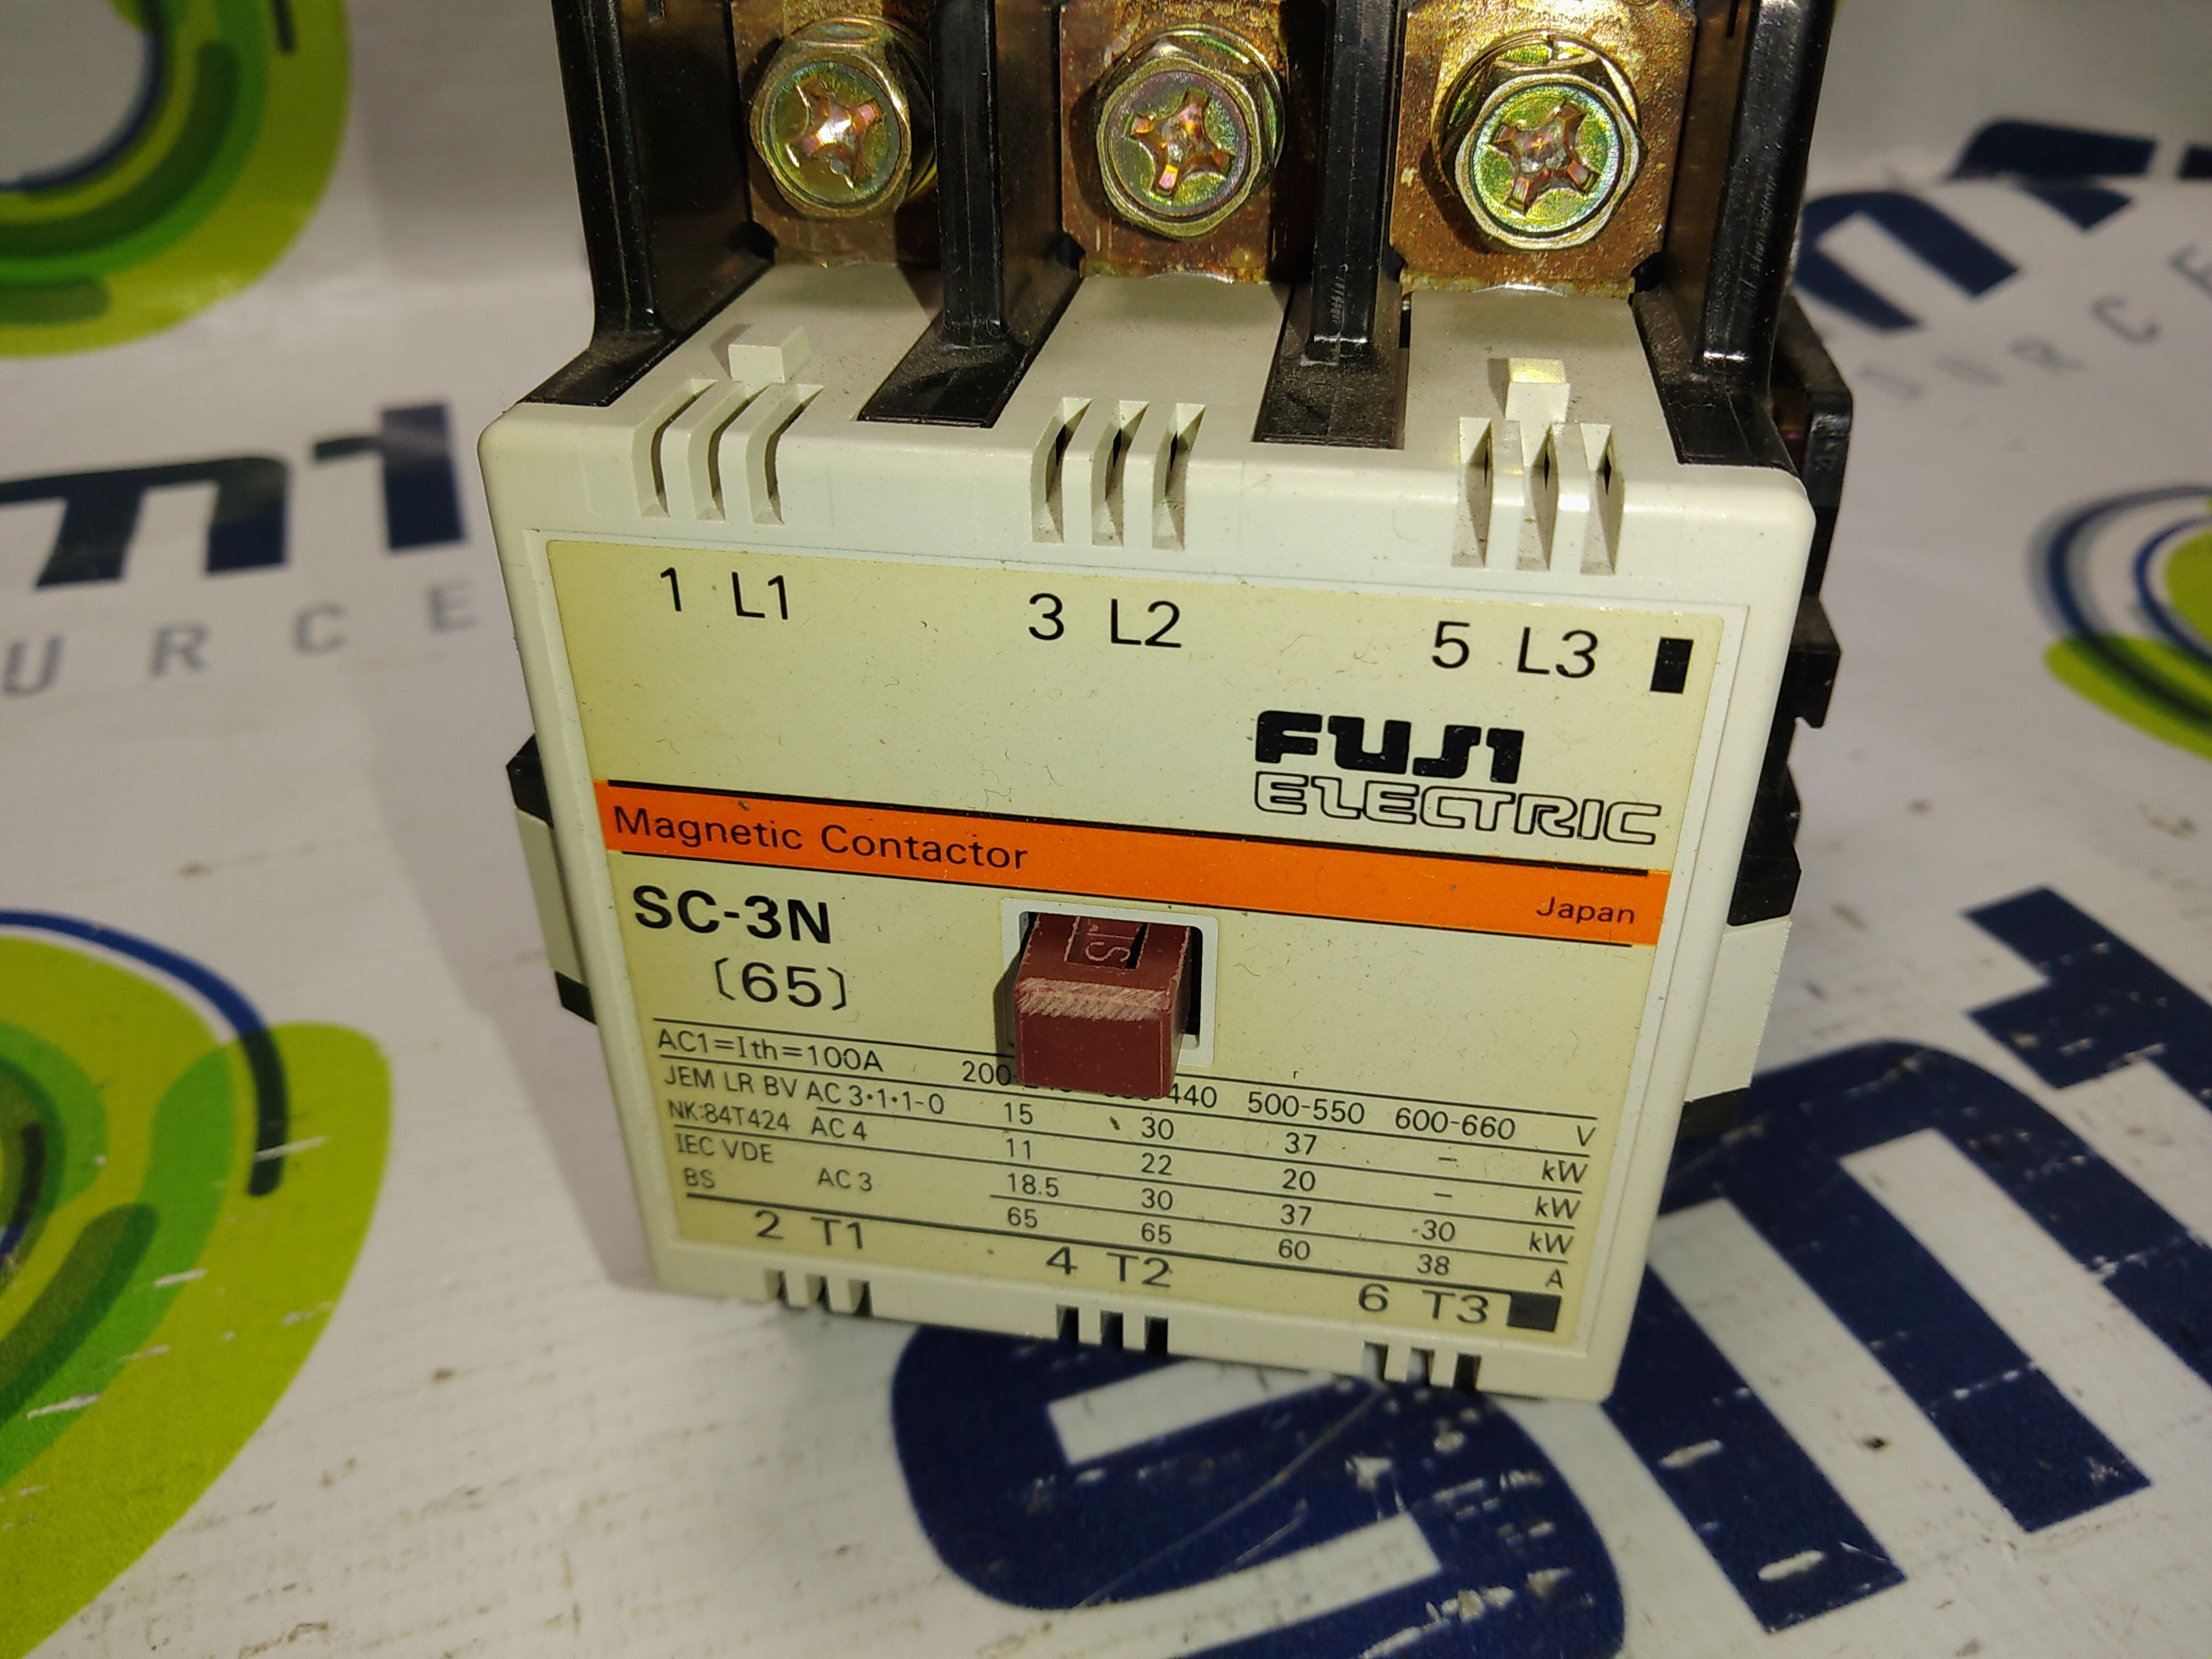 1 L1 3 L2 5 L3
FUJI
ELECTRIC
Magnetic Contactor
Japan
SC-3N
(65)
AC1=Ith=100A
200 440 500-550 600-660 V
JEM LR BV AC 3·1·1-0 15 30 37 – kW
NK:84T424 AC 4 11 22 20 – kW
IEC VDE
BS AC 3 18.5 30 37 30 kW
65 65 60 38 A
2 T1 4 T2 6 T3